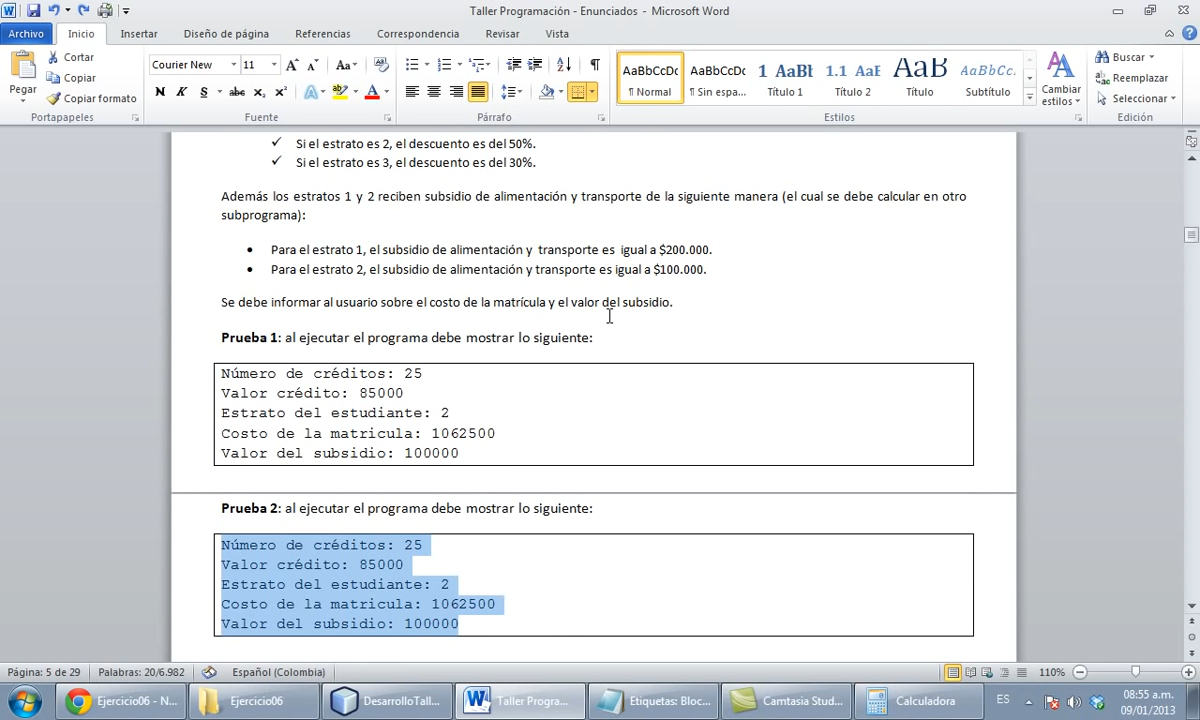 Taller Programación - Enunciados - Microsoft Word
Archivo Inicio Insertar Diseño de página Referencias Correspondencia Revisar Vista
Pegar
Cortar
Copiar
Copiar formato
Portapapeles
Courier New 11
Fuente
Párrafo
AaBbCcDc AaBbCcDc 1 AaBb 1.1 AaB AaB AaBbCcDc.
¶ Normal ¶ Sin espa... Título 1 Título 2 Título Subtítulo
Cambiar estilos
Estilos
Buscar
Reemplazar
Seleccionar
Edición
Si el estrato es 2, el descuento es del 50%.
Si el estrato es 3, el descuento es del 30%.
Además los estratos 1 y 2 reciben subsidio de alimentación y transporte de la siguiente manera (el cual se debe calcular en otro
subprograma):
Para el estrato 1, el subsidio de alimentación y transporte es igual a $200.000.
Para el estrato 2, el subsidio de alimentación y transporte es igual a $100.000.
Se debe informar al usuario sobre el costo de la matrícula y el valor del subsidio.
Prueba 1: al ejecutar el programa debe mostrar lo siguiente:
Número de créditos: 25
Valor crédito: 85000
Estrato del estudiante: 2
Costo de la matricula: 1062500
Valor del subsidio: 100000
Prueba 2: al ejecutar el programa debe mostrar lo siguiente:
Número de créditos: 25
Valor crédito: 85000
Estrato del estudiante: 2
Costo de la matricula: 1062500
Valor del subsidio: 100000
Página: 5 de 29 Palabras: 20/6.982 Español (Colombia) 110%
Ejercicio06 - N... Ejercicio06 DesarrolloTall... Taller Progra... Etiquetas: Bloc... Camtasia Stud... Calculadora ES 08:55 a.m.
09/01/2013